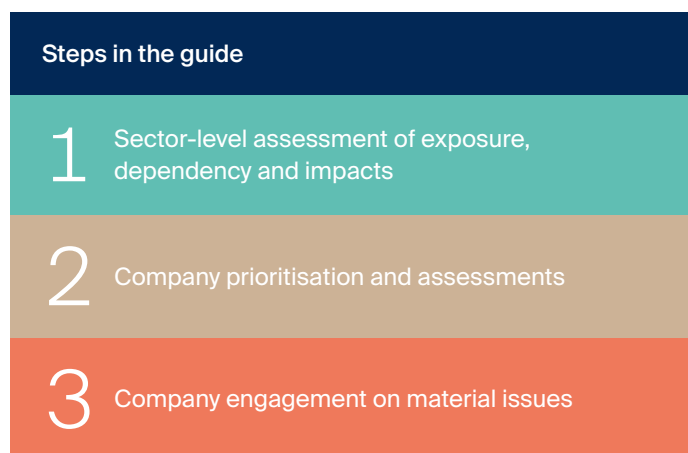 Steps in the guide
1
Sector-level assessment of exposure,
dependency and impacts
2
Company prioritisation and assessments
3
Company engagement on material issues